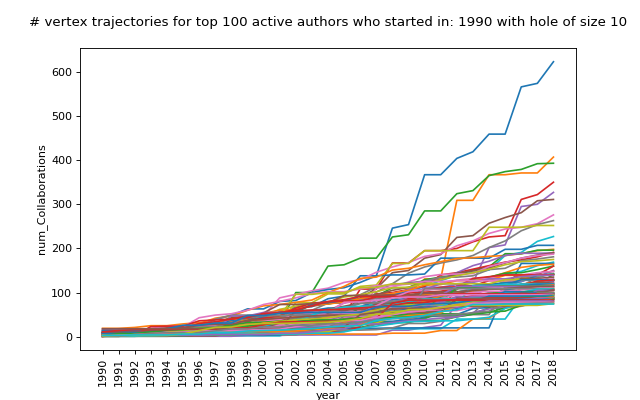 # vertex trajectories for top 100 active authors who started in: 1990 with hole of size 10
600
500
400
300
200
100
0
num_Collaborations
1990 1991 1992 1993 1994 1995 1996 1997 1998 1999 2000 2001 2002 2003 2004 2005 2006 2007 2008 2009 2010 2011 2012 2013 2014 2015 2016 2017 2018
year